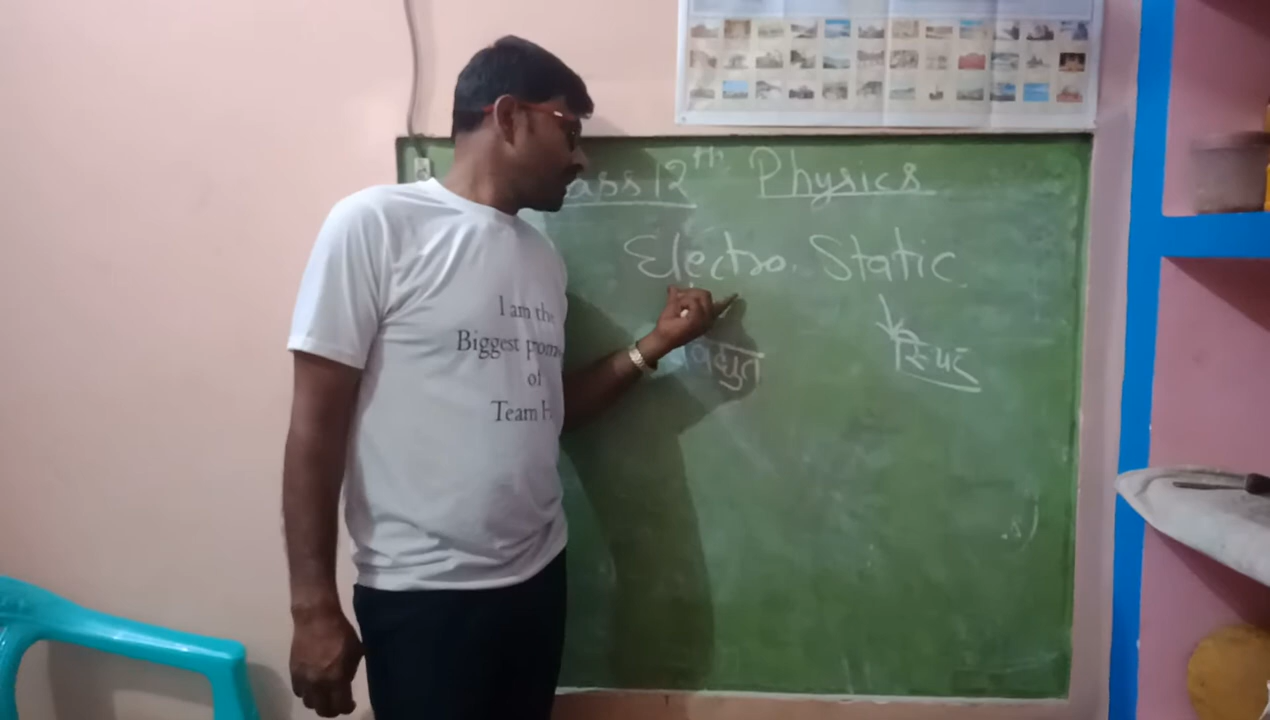 class 12th Physics
Electro Static
विद्युत
स्थिर
I am the
Biggest
of
Team